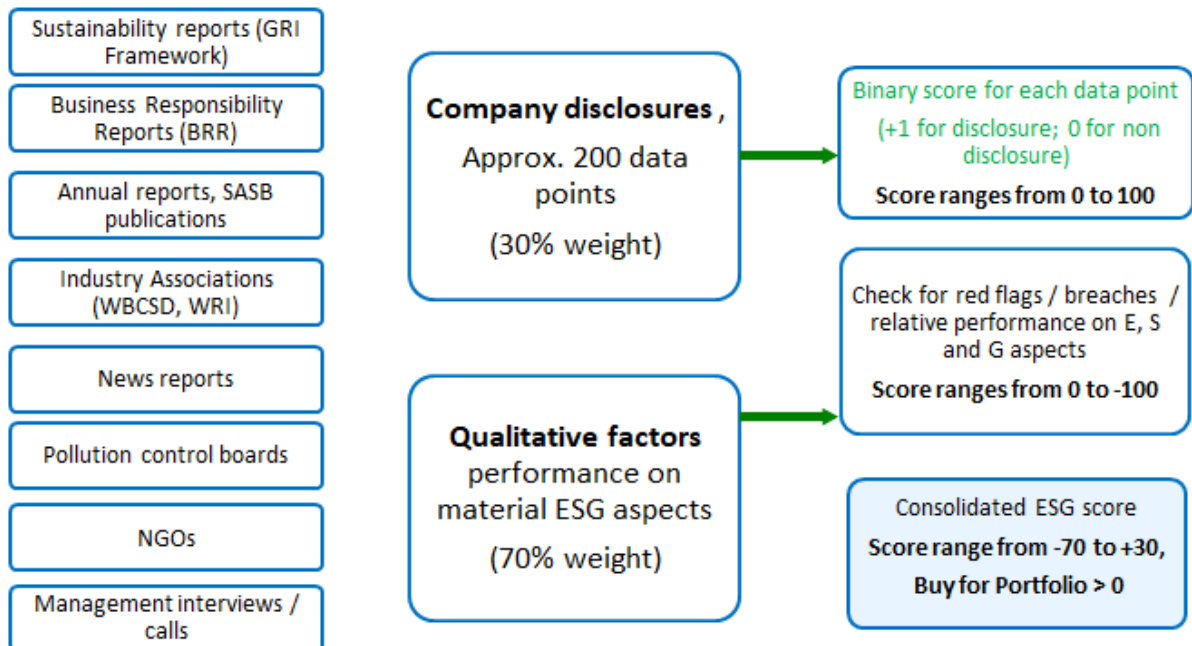 Sustainability reports (GRI
Framework)
Business Responsibility
Reports (BRR)
Annual reports, SASB
publications
Industry Associations
(WBCSD, WRI)
News reports
Pollution control boards
NGOs
Management interviews /
calls
Company disclosures ,
Approx. 200 data
points
(30% weight)
Qualitative factors
performance on
material ESG aspects
(70% weight)
Binary score for each data point
(+1 for disclosure; 0 for non
disclosure)
Score ranges from 0 to 100
Check for red flags / breaches /
relative performance on E, S
and G aspects
Score ranges from 0 to -100
Consolidated ESG score
Score range from -70 to +30,
Buy for Portfolio > 0